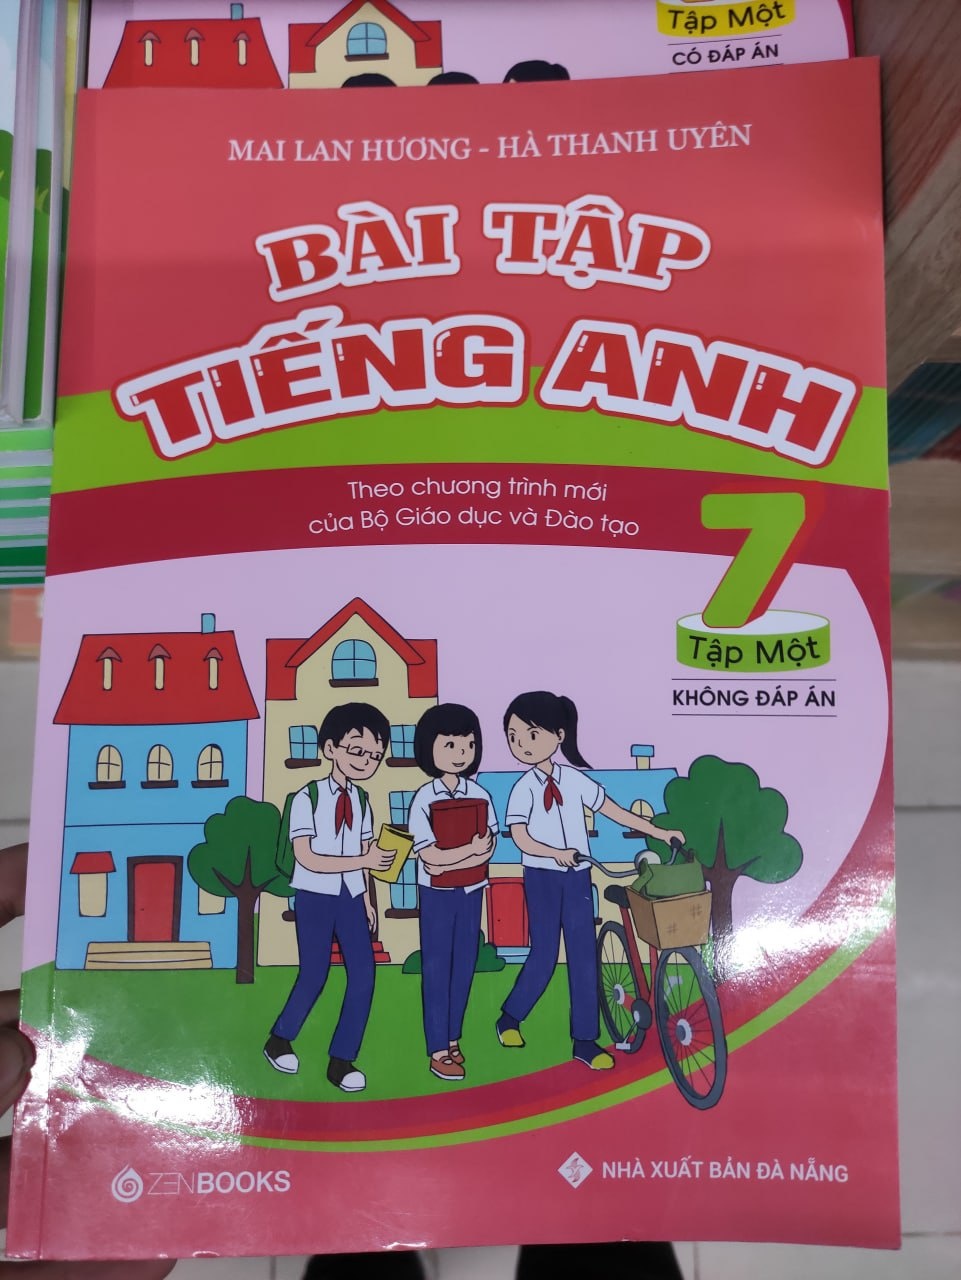 Tập Một
CÓ ĐÁP ÁN
MAI LAN HƯƠNG - HÀ THANH UYÊN
BÀI TẬP
TIẾNG ANH
Theo chương trình mới
của Bộ Giáo dục và Đào tạo
7
Tập Một
KHÔNG ĐÁP ÁN
ZENBOOKS
NHÀ XUẤT BẢN ĐÀ NẴNG